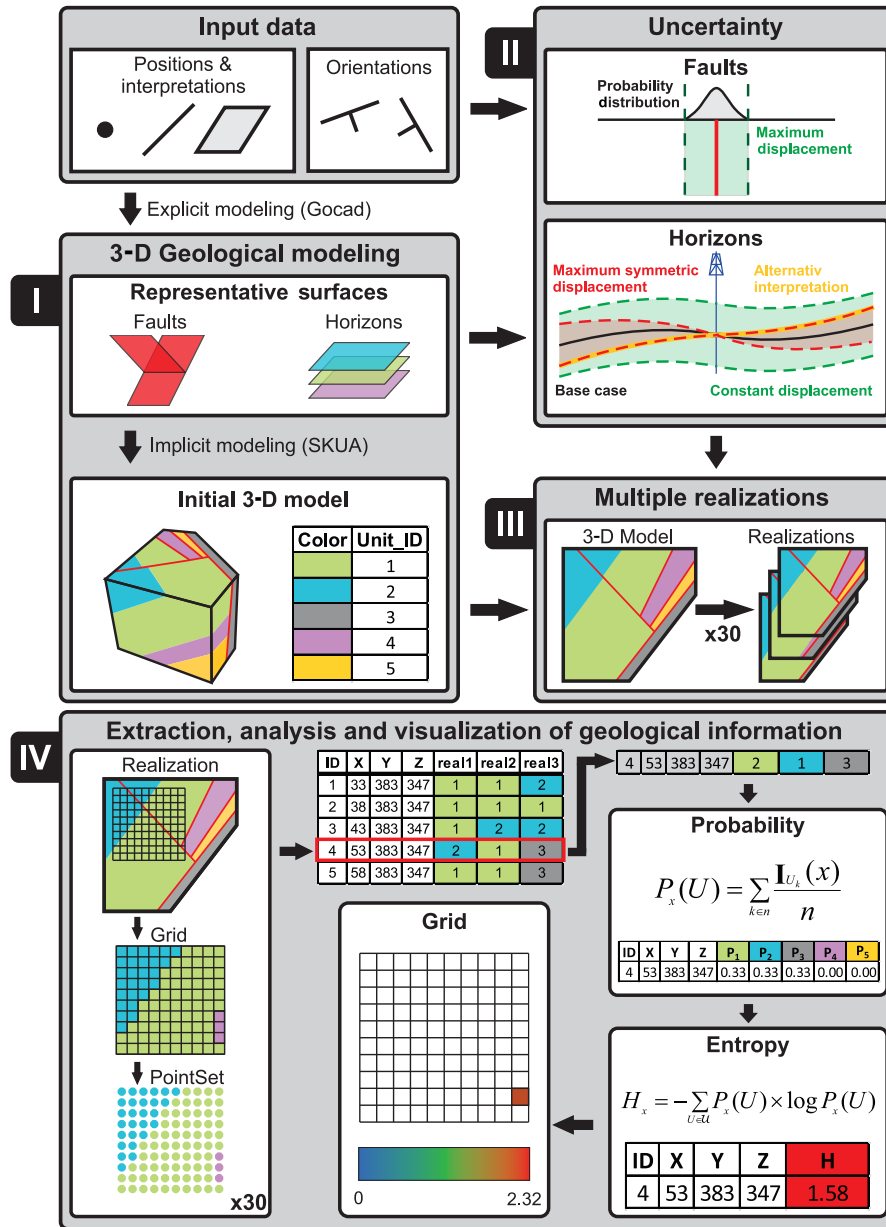 Input data
Positions &
interpretations
Orientations
Explicit modeling (Gocad)
I
3-D Geological modeling
Representative surfaces
Faults
Horizons
Implicit modeling (SKUA)
Initial 3-D model
Color Unit_ID
1
2
3
4
5
II
Uncertainty
Faults
Probability
distribution
Maximum
displacement
Horizons
Maximum symmetric
displacement
Alternativ
interpretation
Base case
Constant displacement
III
Multiple realizations
3-D Model
Realizations
x30
IV
Extraction, analysis and visualization of geological information
Realization
Grid
PointSet
x30
ID X Y Z real1 real2 real3
1 33 383 347 1 1 2
2 38 383 347 1 1 1
3 43 383 347 1 2 2
4 53 383 347 2 1 3
5 58 383 347 1 1 3
4 53 383 347 2 1 3
Probability
P_x(U) = ∑_{k∈n} I_{U_k}(x) / n
ID X Y Z P₁ P₂ P₃ P₄ P₅
4 53 383 347 0.33 0.33 0.33 0.00 0.00
Entropy
H_x = −∑_{U∈𝒰} P_x(U) × log P_x(U)
ID X Y Z H
4 53 383 347 1.58
Grid
0
2.32